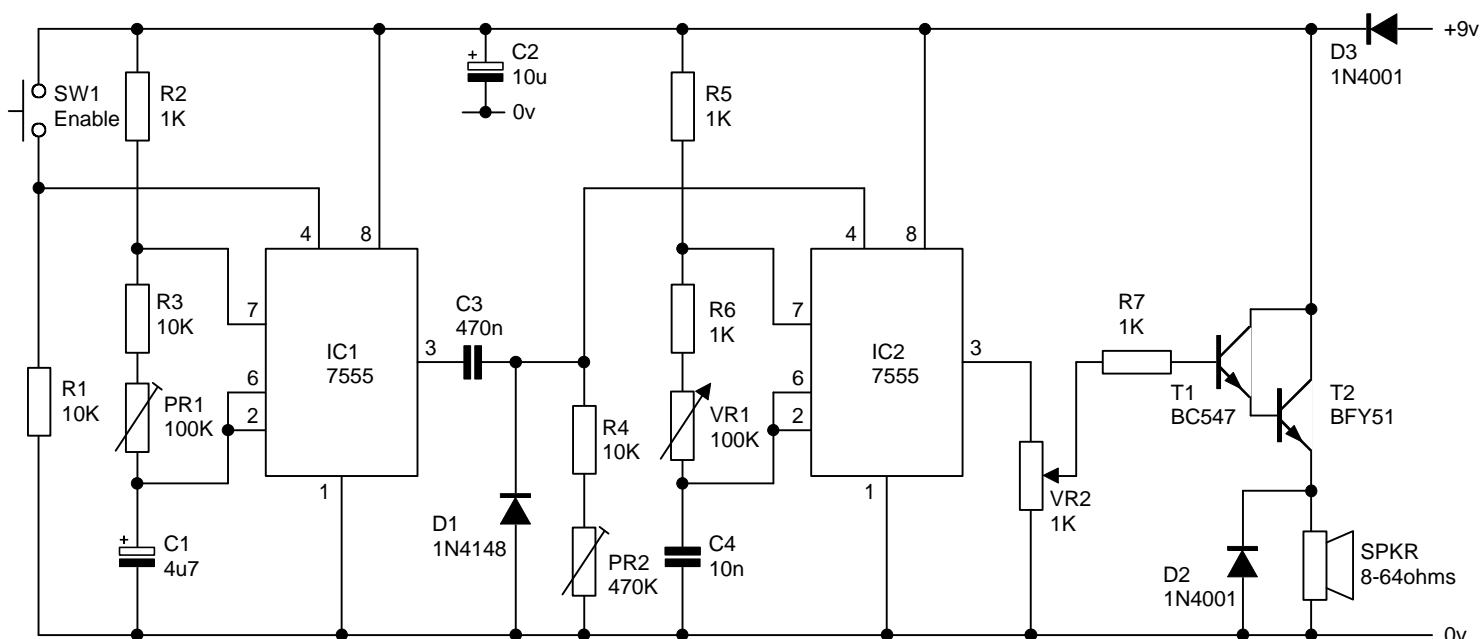 +9v
D3
1N4001
C2
10u
+
0v
SW1
Enable
R2
1K
R5
1K
4
8
4
8
R3
10K
7
C3
470n
R6
1K
7
R7
1K
IC1
7555
3
IC2
7555
3
R1
10K
PR1
100K
6
2
R4
10K
VR1
100K
6
2
T1
BC547
T2
BFY51
1
1
VR2
1K
+
C1
4u7
D1
1N4148
PR2
470K
C4
10n
D2
1N4001
SPKR
8-64ohms
0v